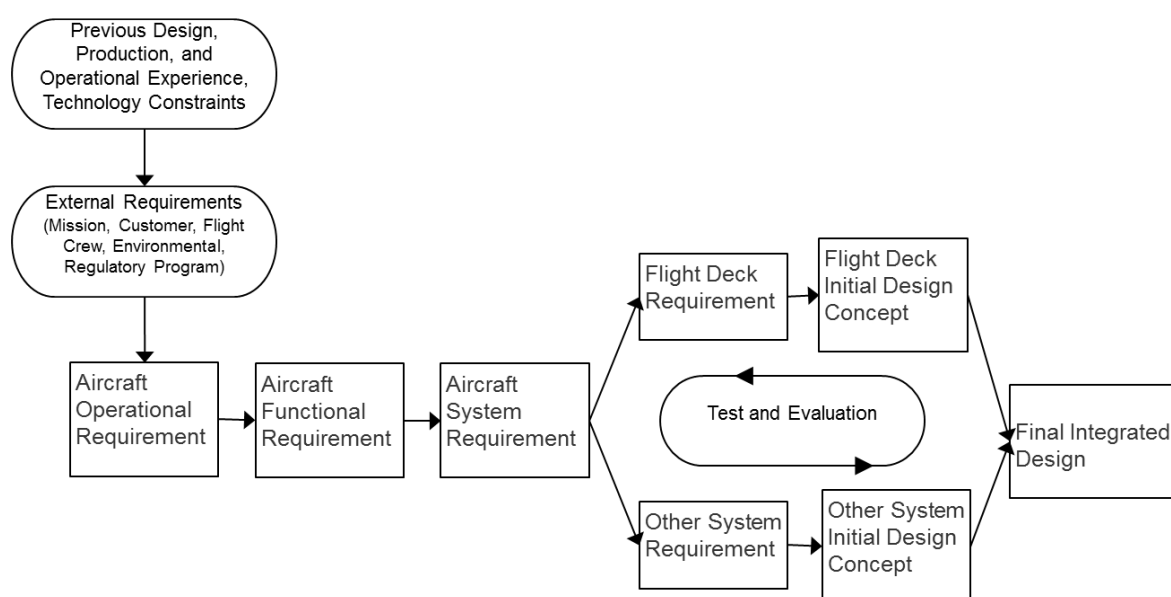 Previous Design,
Production, and
Operational Experience,
Technology Constraints
External Requirements
(Mission, Customer, Flight
Crew, Environmental,
Regulatory Program)
Aircraft
Operational
Requirement
Aircraft
Functional
Requirement
Aircraft
System
Requirement
Flight Deck
Requirement
Flight Deck
Initial Design
Concept
Test and Evaluation
Other System
Requirement
Other System
Initial Design
Concept
Final Integrated
Design